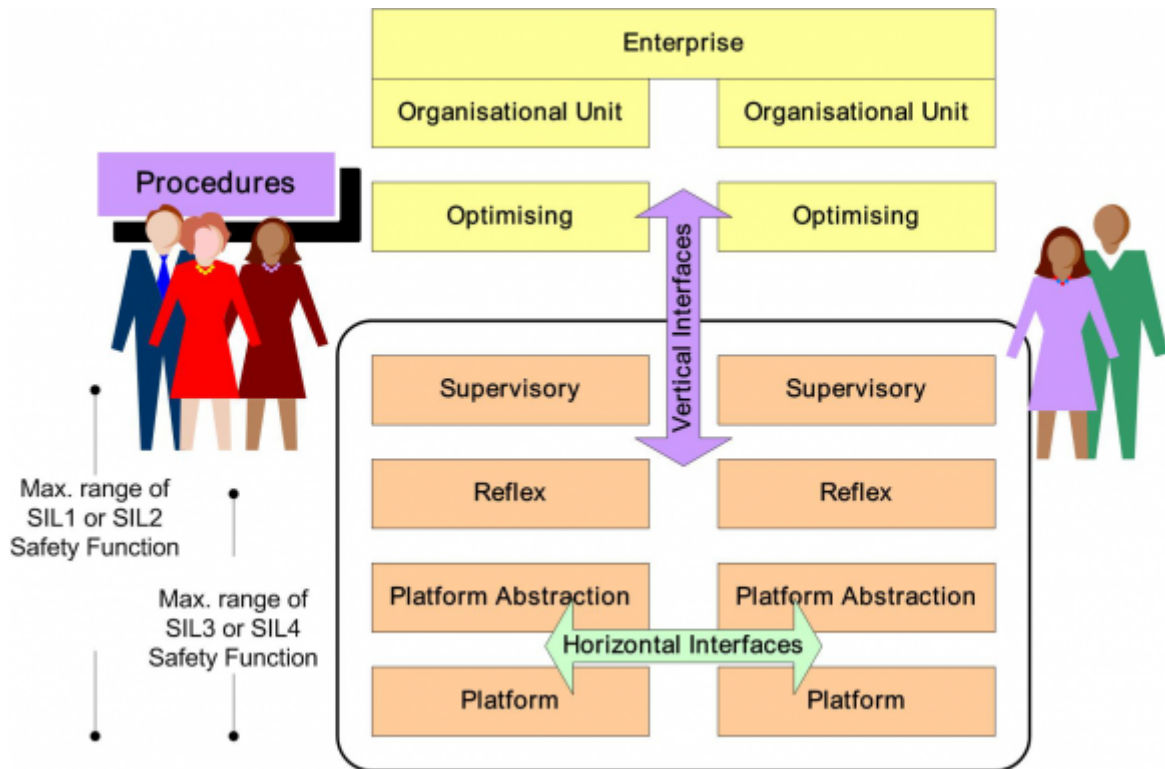 Enterprise
Organisational Unit
Organisational Unit
Procedures
Optimising
Optimising
Vertical Interfaces
Supervisory
Supervisory
Max. range of
SIL1 or SIL2
Safety Function
Reflex
Reflex
Max. range of
SIL3 or SIL4
Safety Function
Platform Abstraction
Platform Abstraction
Horizontal Interfaces
Platform
Platform